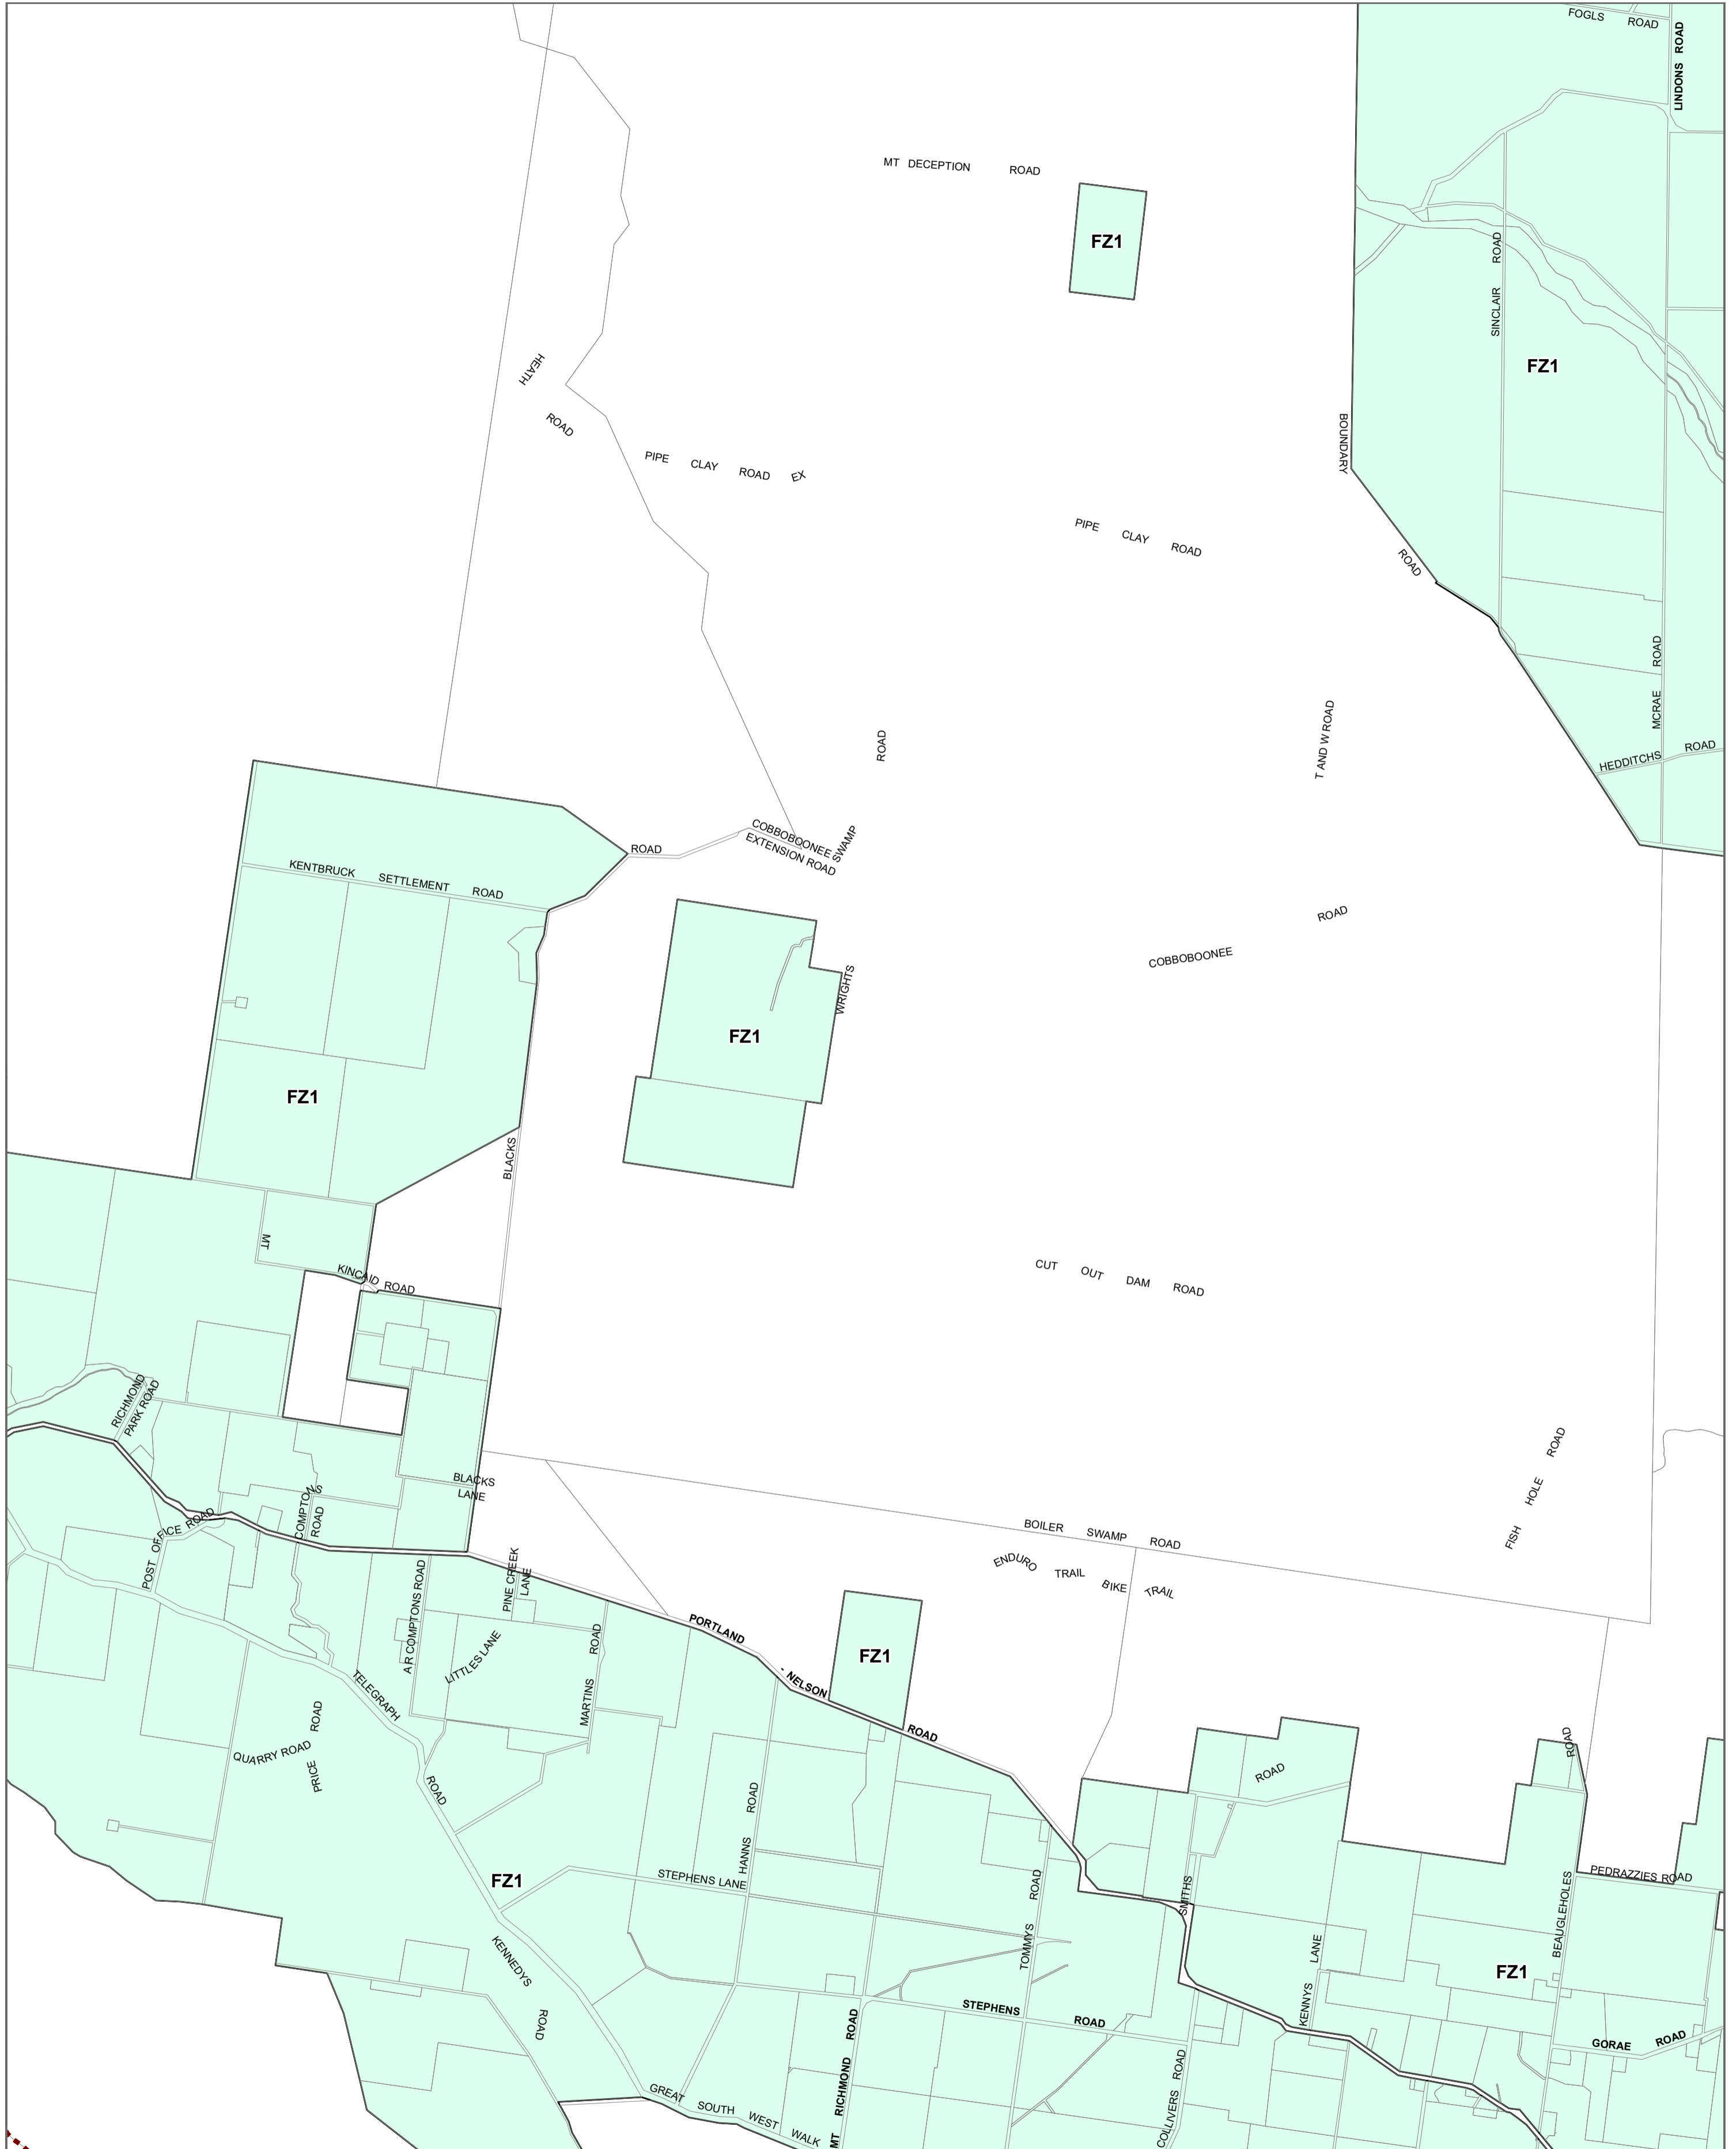 FOGLS ROAD
LINDONS ROAD
MT DECEPTION ROAD
FZ1
SINCLAIR ROAD
FZ1
HEATH ROAD
BOUNDARY ROAD
PIPE CLAY ROAD EX
PIPE CLAY ROAD
MCRAE ROAD
T AND W ROAD
HEDDITCHS ROAD
ROAD
COBBOBOONEE
EXTENSION ROAD
SWAMP
ROAD
KENTBRUCK SETTLEMENT ROAD
COBBOBOONEE ROAD
WRIGHTS
FZ1
FZ1
BLACKS
MT
KINCAID ROAD
CUT OUT DAM ROAD
RICHMOND
PARK ROAD
BLACKS
LANE
COMPTONS
ROAD
POST OFFICE ROAD
FISH HOLE ROAD
BOILER SWAMP ROAD
ENDURO TRAIL BIKE TRAIL
PINE CREEK
LANE
A R COMPTONS ROAD
LITTLES LANE
MARTINS ROAD
PORTLAND - NELSON ROAD
FZ1
TELEGRAPH ROAD
QUARRY ROAD
PRICE ROAD
HANNS ROAD
ROAD
ROAD
STEPHENS LANE
FZ1
PEDRAZZIES ROAD
SMITHS
TOMMYS ROAD
BEAUGLEHOLES
KENNYS LANE
FZ1
KENNEDYS ROAD
STEPHENS ROAD
GORAE ROAD
MT RICHMOND ROAD
COLLIVERS ROAD
GREAT SOUTH WEST WALK